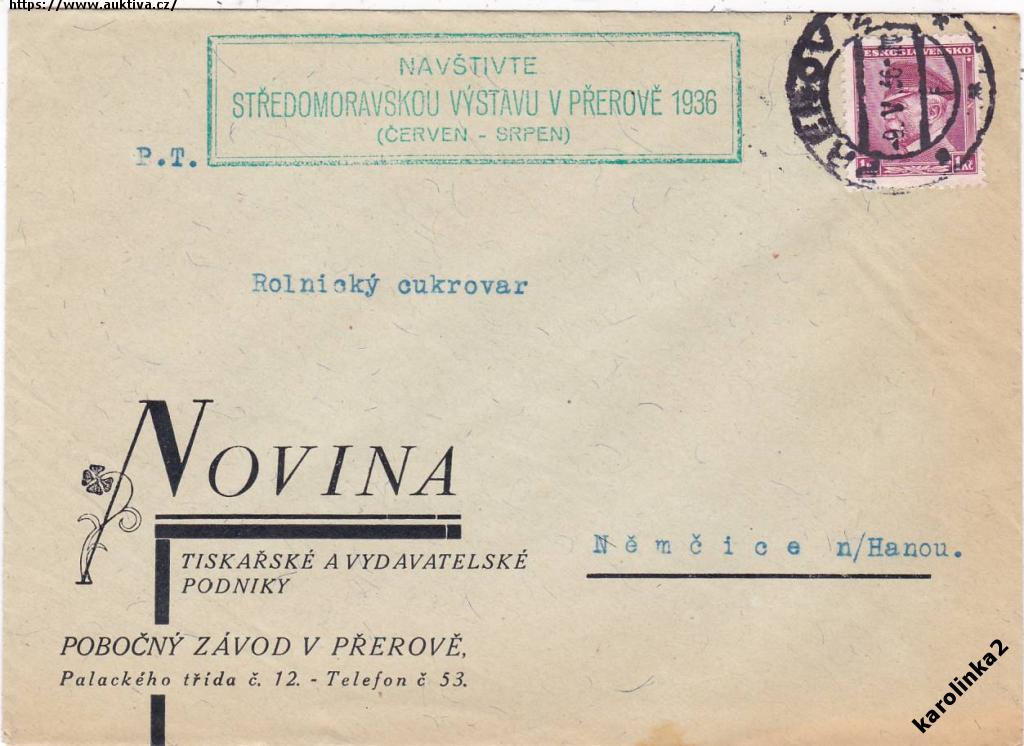 https://www.auktiva.cz/
NAVŠTIVTE
STŘEDOMORAVSKOU VÝSTAVU V PŘEROVĚ 1936
(ČERVEN - SRPEN)
ČESKOSLOVENSKO
P.T.
Rolnický cukrovar
NOVINA
TISKAŘSKÉ A VYDAVATELSKÉ
PODNIKY
Němčice n/Hanou.
POBOČNÝ ZÁVOD V PŘEROVĚ,
Palackého třída č. 12. - Telefon č 53.
karolinka2